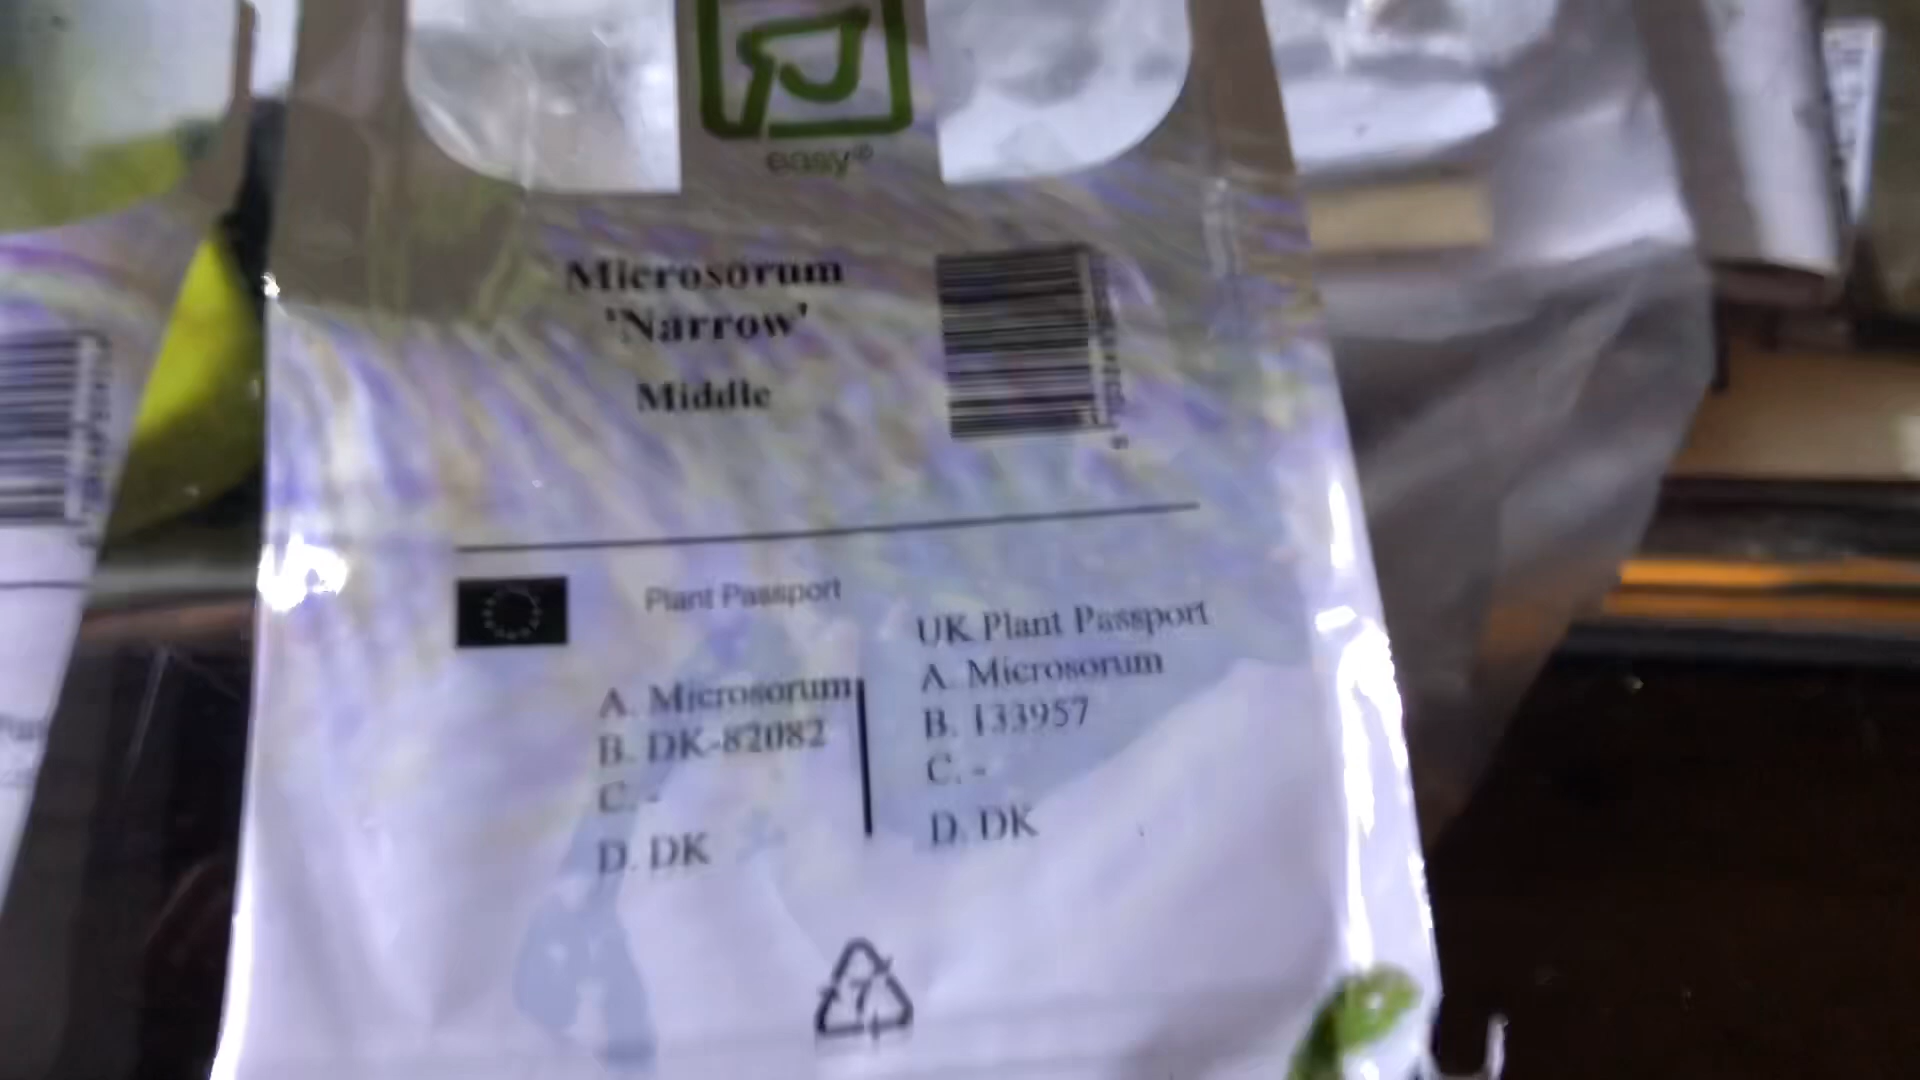 easy®
Microsorum
'Narrow'
Middle
Plant Passport
A. Microsorum
B. DK-82082
C. -
D. DK
UK Plant Passport
A. Microsorum
B. 133957
C. -
D. DK
7